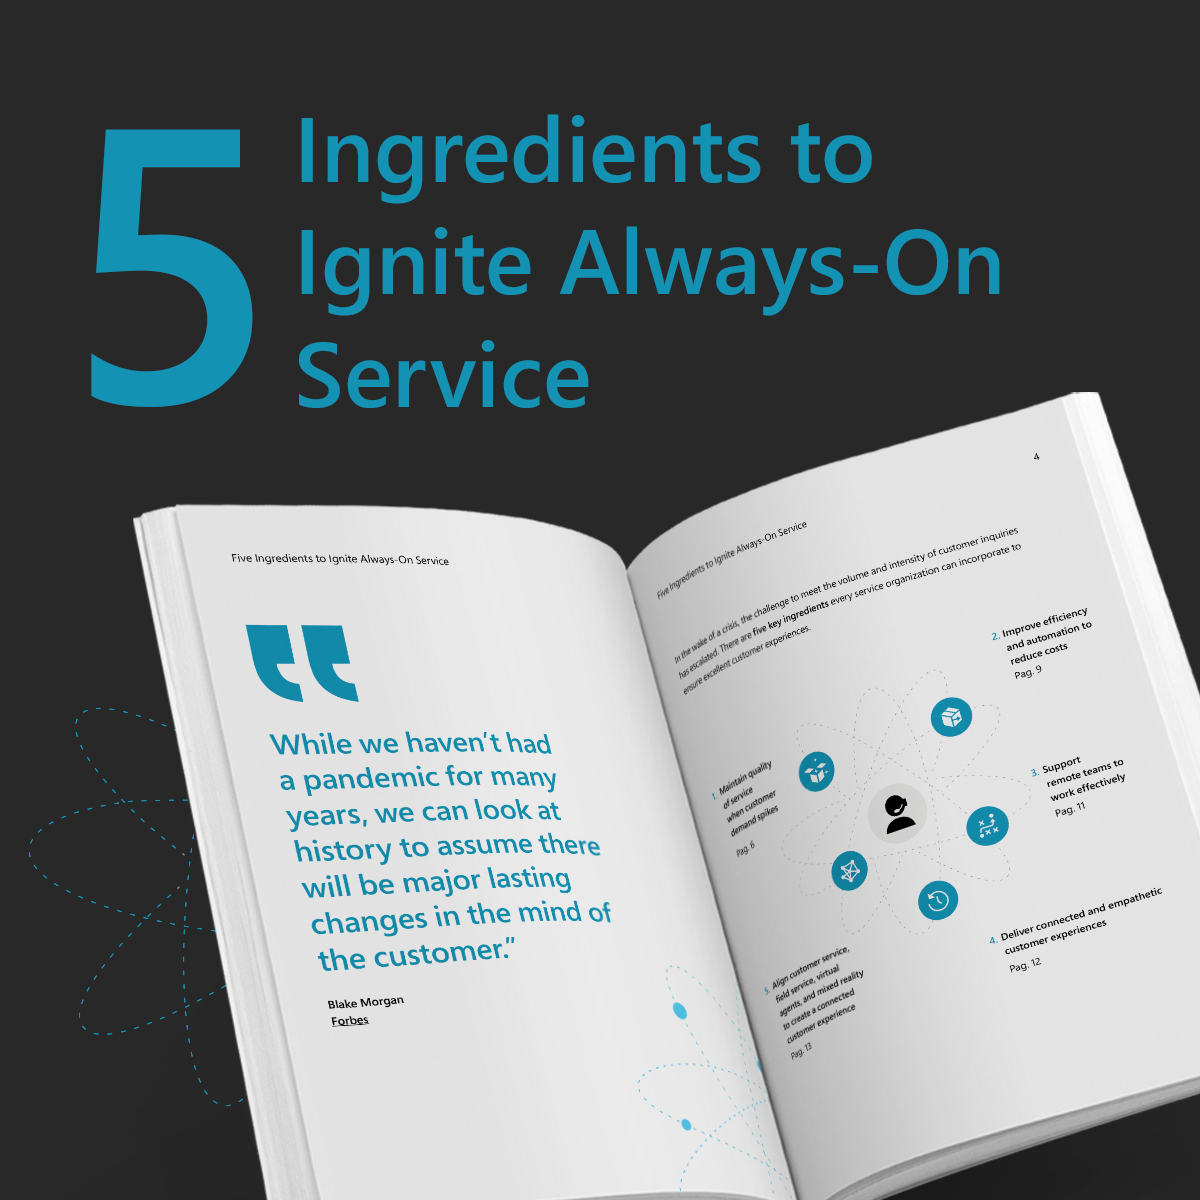 5
Ingredients to
Ignite Always-On
Service
Five Ingredients to Ignite Always-On Service
While we haven't had
a pandemic for many
years, we can look at
history to assume there
will be major lasting
changes in the mind of
the customer.”
Blake Morgan
Forbes
4
Five Ingredients to Ignite Always-On Service
In the wake of a crisis, the challenge to meet the volume and intensity of customer inquiries
has escalated. There are five key ingredients every service organization can incorporate to
ensure excellent customer experiences.
1. Maintain quality
of service
when customer
demand spikes
Pag. 6
2. Improve efficiency
and automation to
reduce costs
Pag. 9
3. Support
remote teams to
work effectively
Pag. 11
4. Deliver connected and empathetic
customer experiences
Pag. 12
5. Align customer service,
field service, virtual
agents, and mixed reality
to create a connected
customer experience
Pag. 13